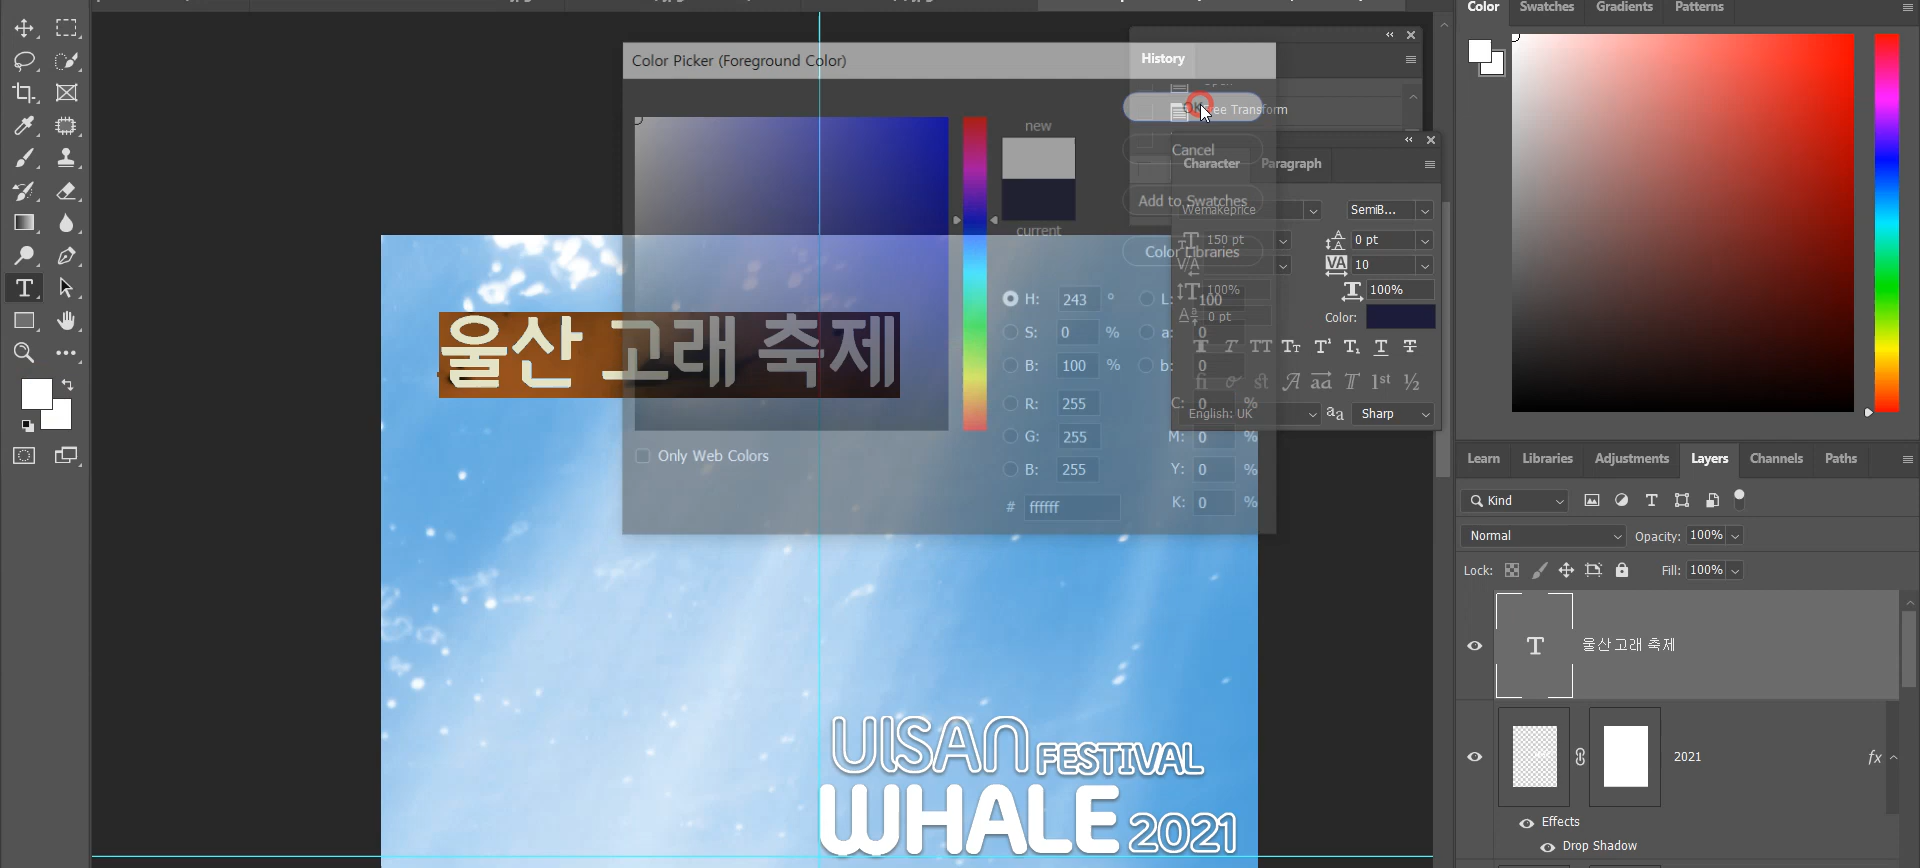 Color Swatches Gradients Patterns
Color Picker (Foreground Color)
History
Free Transform
new
current
Cancel
Add to Swatches
Color Libraries
Character Paragraph
Wemakeprice SemiB...
150 pt 0 pt
10
100% 100%
0 pt Color:
H: 243 ° L: 100
S: 0 % a: 0
B: 100 % b: 0
R: 255 C: 0 %
G: 255 M: 0 %
B: 255 Y: 0 %
# ffffff K: 0 %
Only Web Colors
English: UK Sharp
울산 고래 축제
UlSAN FESTIVAL
WHALE 2021
Learn Libraries Adjustments Layers Channels Paths
Kind
Normal Opacity: 100%
Lock: Fill: 100%
울산 고래 축제
2021 fx
Effects
Drop Shadow